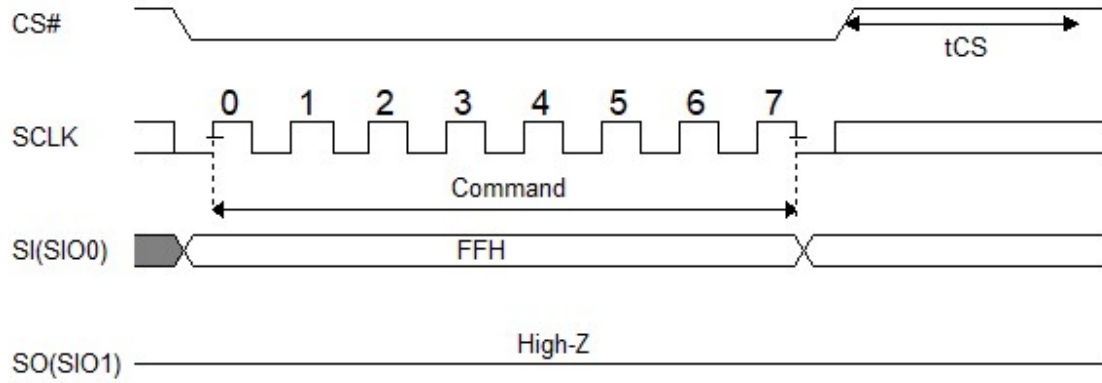 CS#
tCS
0 1 2 3 4 5 6 7
SCLK
Command
SI(SIO0)
FFH
High-Z
SO(SIO1)